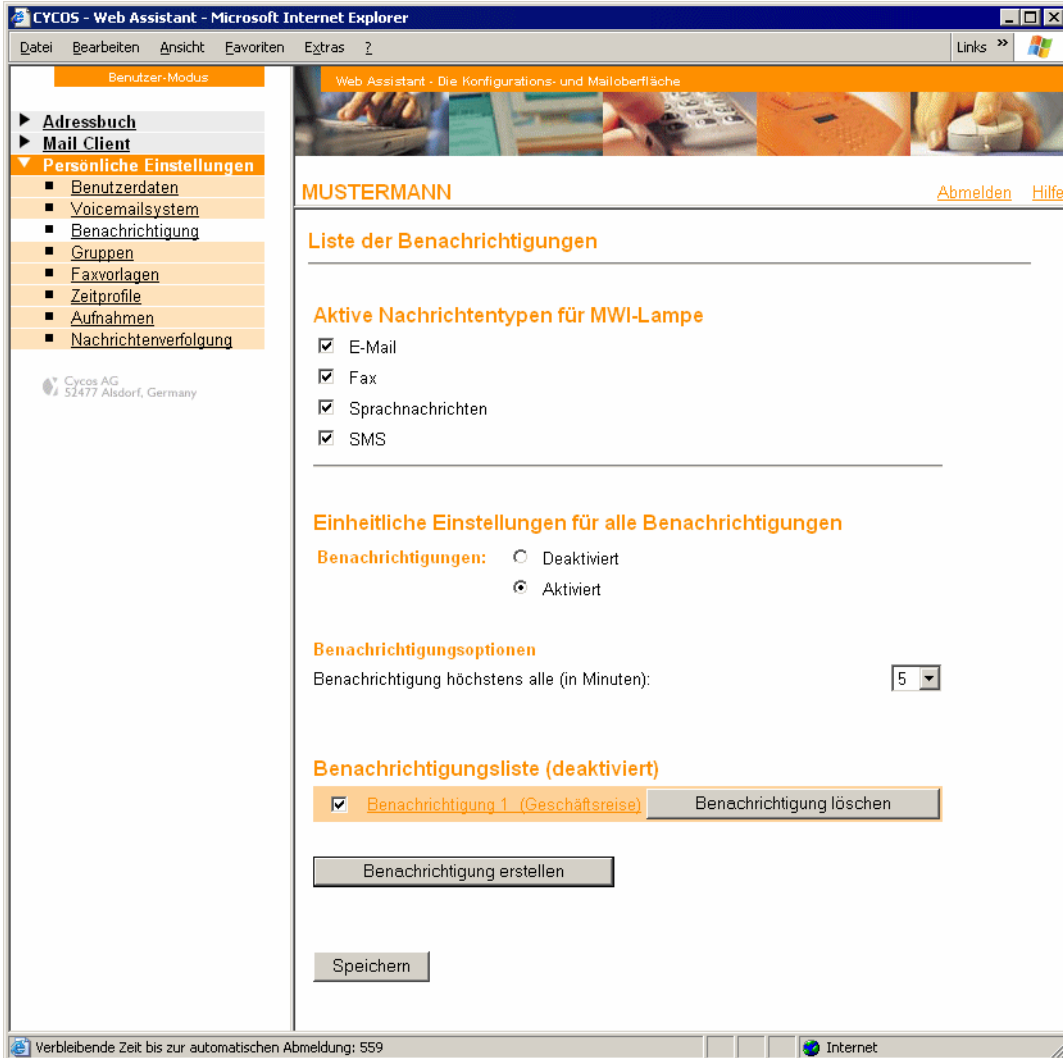 CYCOS - Web Assistant - Microsoft Internet Explorer
Datei Bearbeiten Ansicht Favoriten Extras ? Links »
Benutzer-Modus
Adressbuch
Mail Client
Persönliche Einstellungen
Benutzerdaten
Voicemailsystem
Benachrichtigung
Gruppen
Faxvorlagen
Zeitprofile
Aufnahmen
Nachrichtenverfolgung
Cycos AG
52477 Alsdorf, Germany
Web Assistant - Die Konfigurations- und Mailoberfläche
MUSTERMANN Abmelden Hilfe
Liste der Benachrichtigungen
Aktive Nachrichtentypen für MWI-Lampe
E-Mail
Fax
Sprachnachrichten
SMS
Einheitliche Einstellungen für alle Benachrichtigungen
Benachrichtigungen: Deaktiviert
Aktiviert
Benachrichtigungsoptionen
Benachrichtigung höchstens alle (in Minuten): 5
Benachrichtigungsliste (deaktiviert)
Benachrichtigung 1 (Geschäftsreise) Benachrichtigung löschen
Benachrichtigung erstellen
Speichern
Verbleibende Zeit bis zur automatischen Abmeldung: 559 Internet